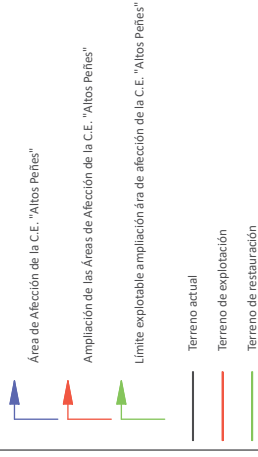 Área de Afección de la C.E. "Altos Peñes"
Ampliación de las Áreas de Afección de la C.E. "Altos Peñes"
Límite explotable ampliación ára de afección de la C.E. "Altos Peñes"
Terreno actual
Terreno de explotación
Terreno de restauración